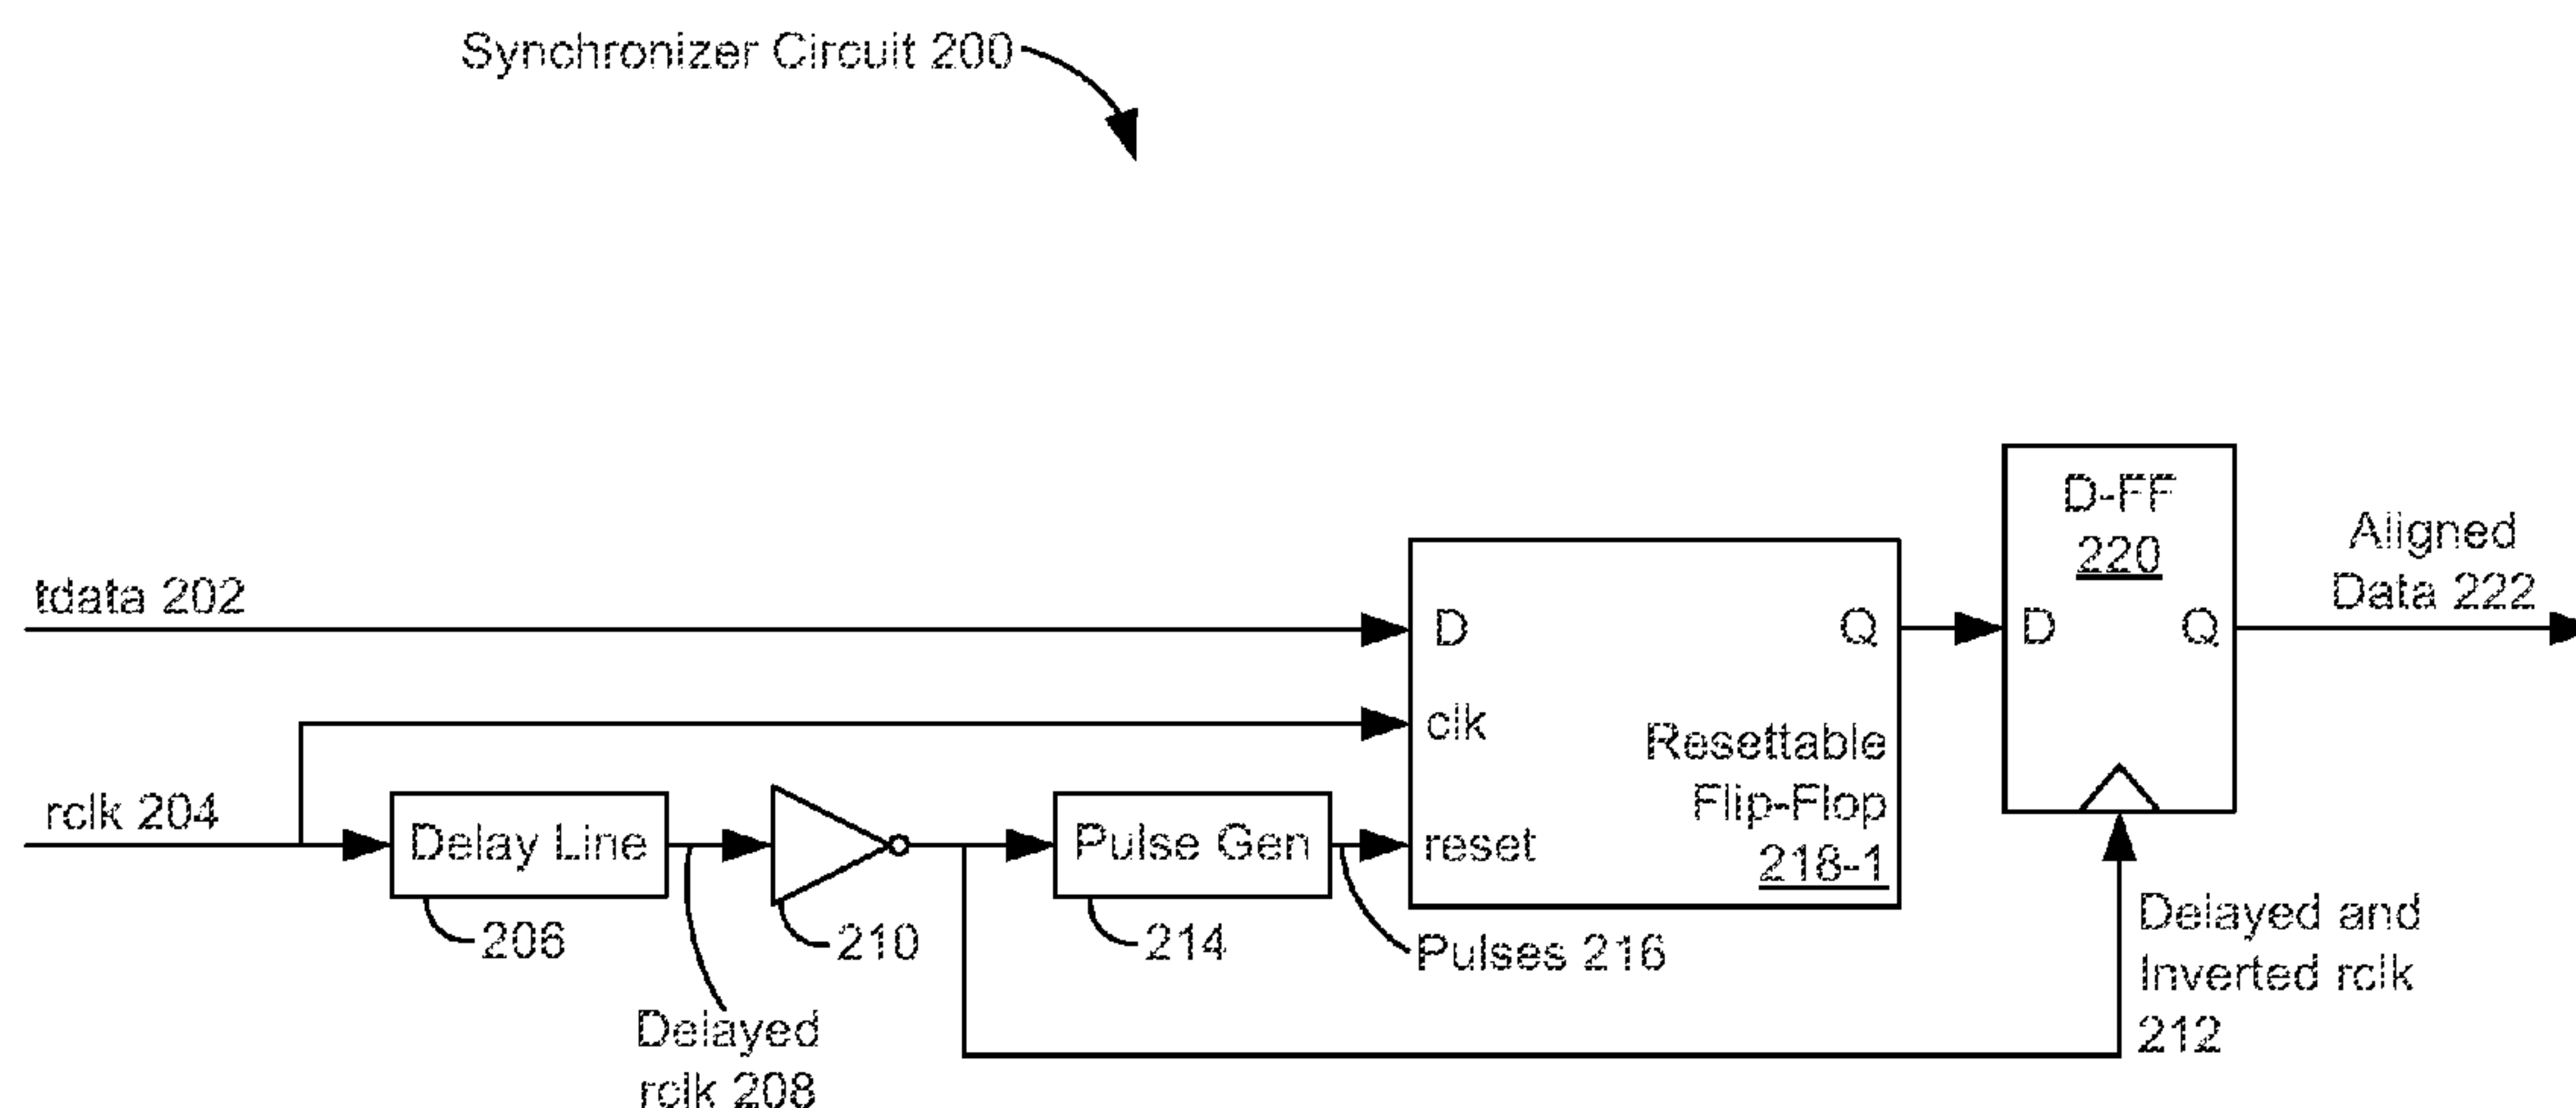 Synchronizer Circuit 200
D-FF
220
D
Q
Aligned
Data 222
tdata 202
D
Q
clk
Resettable
Flip-Flop
218-1
reset
rclk 204
Delay Line
206
210
Pulse Gen
214
Pulses 216
Delayed
rclk 208
Delayed and
Inverted rclk
212